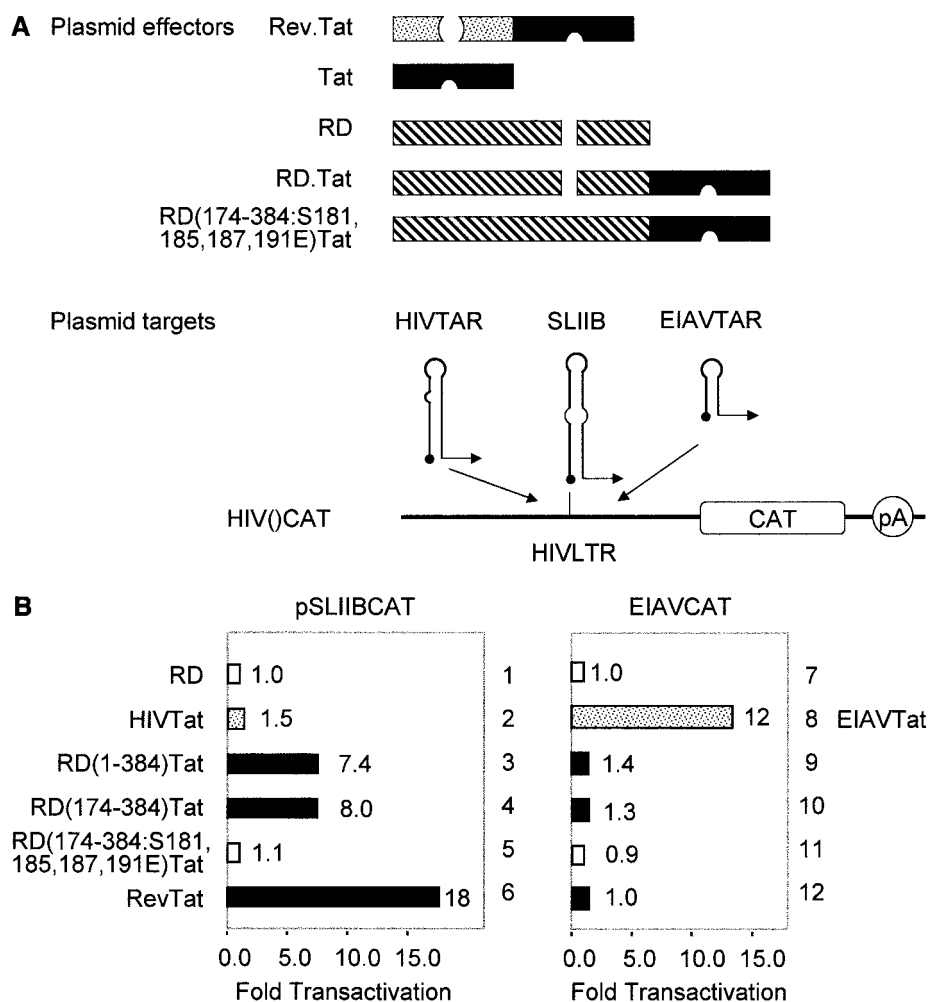 A Plasmid effectors Rev.Tat
Tat
RD
RD.Tat
RD(174-384:S181,
185,187,191E)Tat
Plasmid targets HIVTAR SLIIB EIAVTAR
HIV()CAT CAT pA
HIVLTR
B pSLIIBCAT EIAVCAT
RD 1.0 1 1.0 7
HIVTat 1.5 2 12 8 EIAVTat
RD(1-384)Tat 7.4 3 1.4 9
RD(174-384)Tat 8.0 4 1.3 10
RD(174-384:S181,
185,187,191E)Tat 1.1 5 0.9 11
RevTat 18 6 1.0 12
0.0 5.0 10.0 15.0 0.0 5.0 10.0 15.0
Fold Transactivation Fold Transactivation